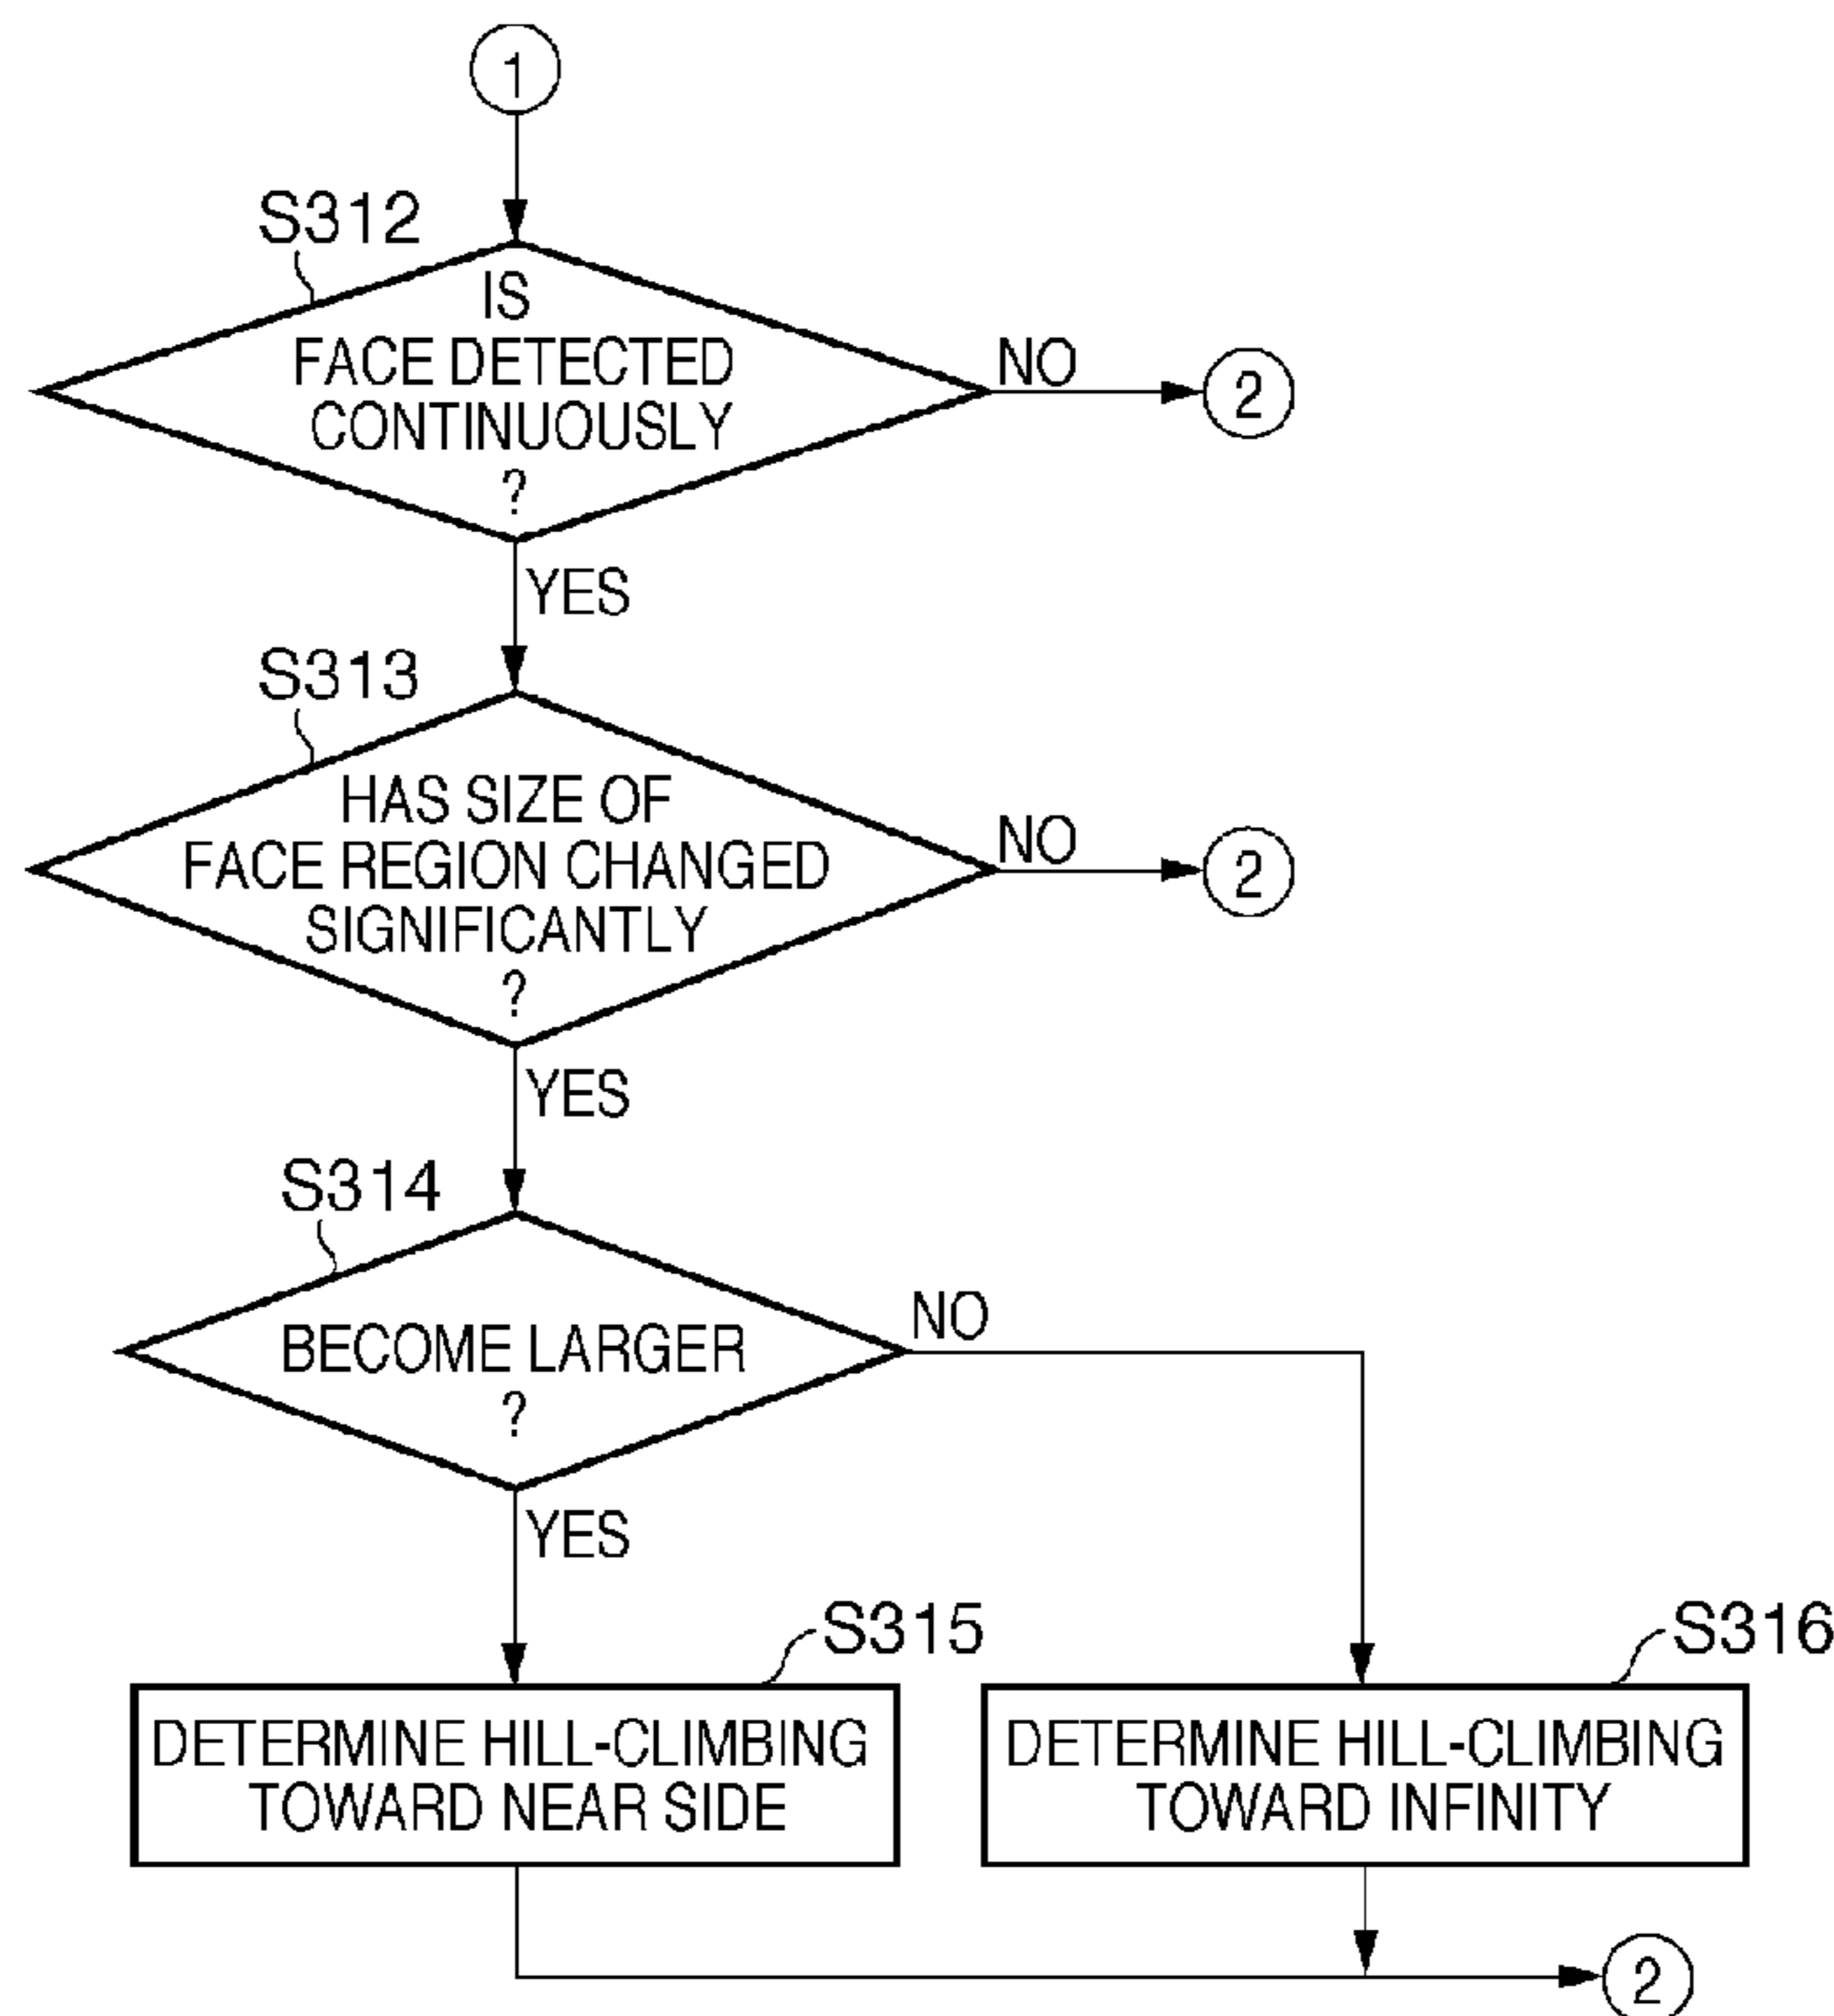 1
S312
IS
FACE DETECTED
CONTINUOUSLY
?
NO
2
YES
S313
HAS SIZE OF
FACE REGION CHANGED
SIGNIFICANTLY
?
NO
2
YES
S314
BECOME LARGER
?
NO
YES
S315
DETERMINE HILL-CLIMBING
TOWARD NEAR SIDE
S316
DETERMINE HILL-CLIMBING
TOWARD INFINITY
2